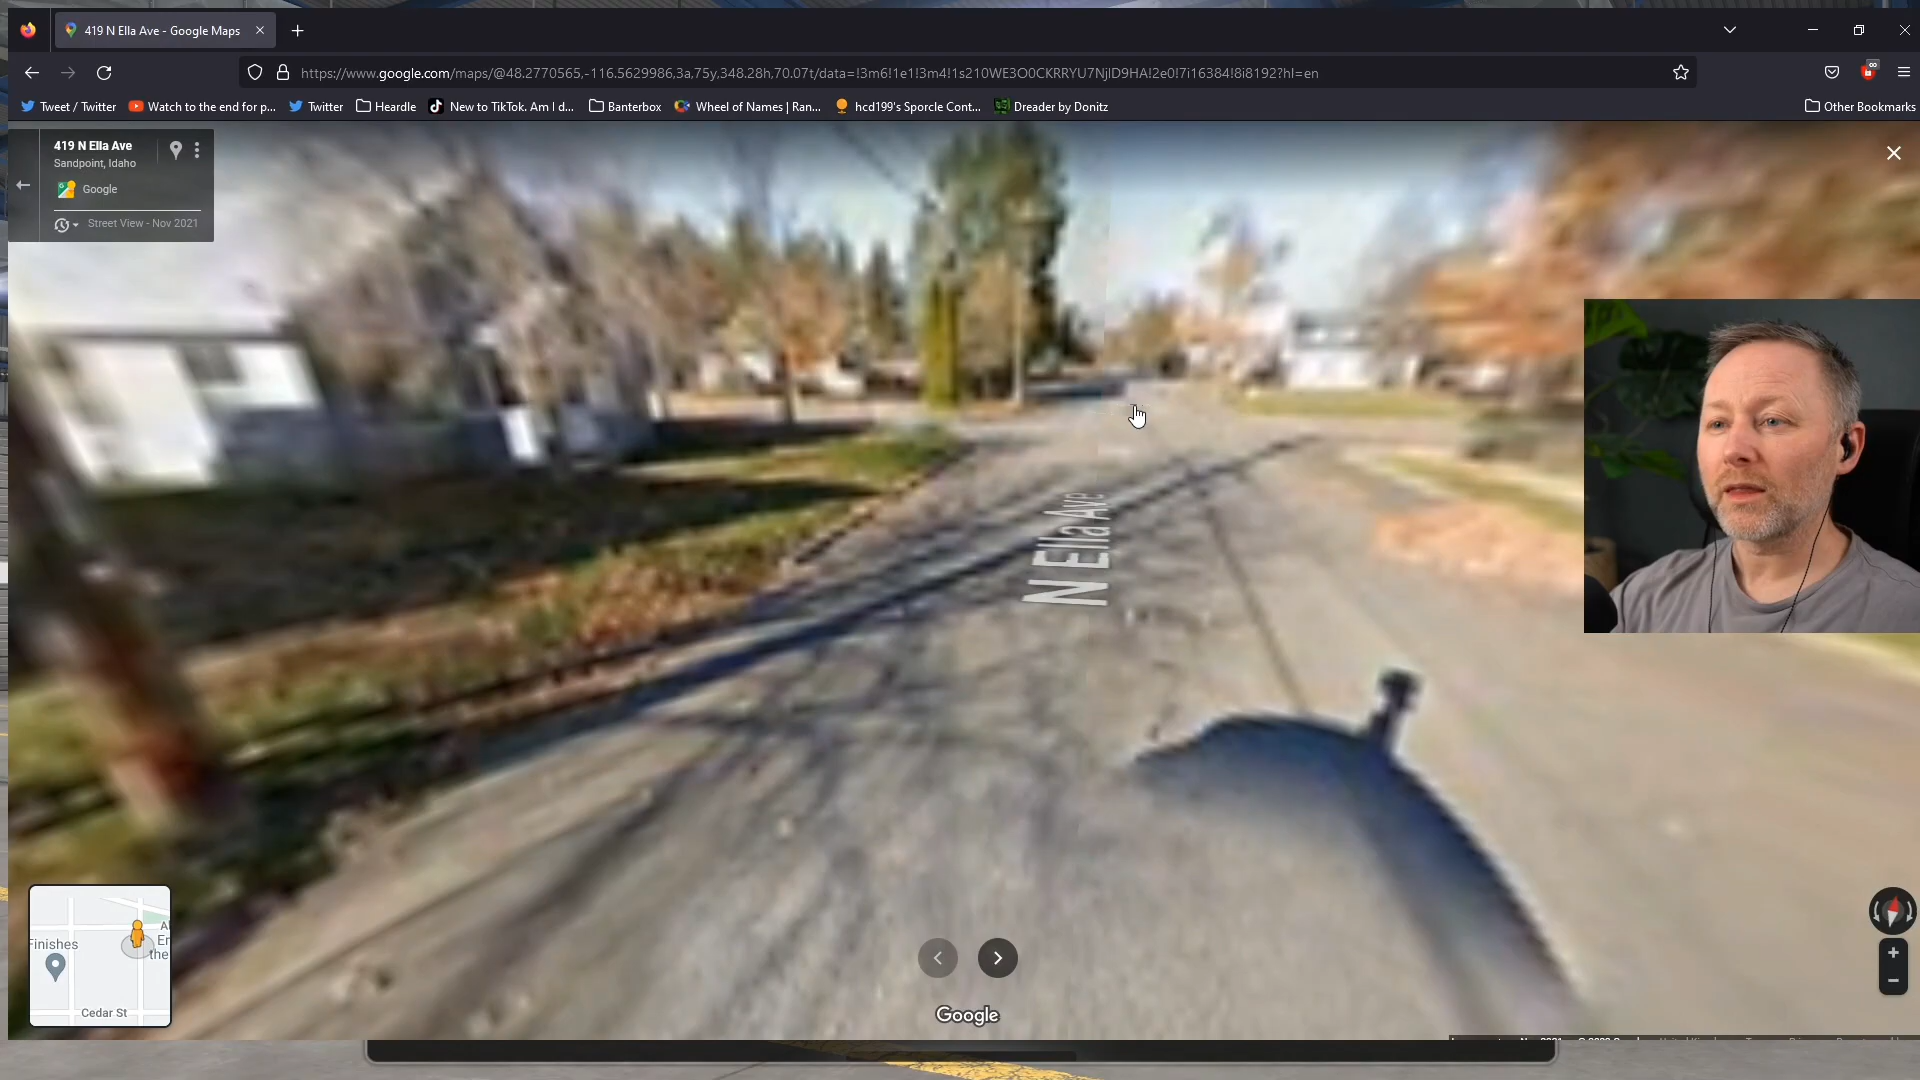 419 N Ella Ave - Google Maps
https://www.google.com/maps/@48.2770565,-116.5629986,3a,75y,348.28h,70.07t/data=!3m6!1e1!3m4!1s210WE3O0CKRRYU7NjlD9HA!2e0!7i16384!8i8192?hl=en
Tweet / Twitter
Watch to the end for p...
Twitter
Heardle
New to TikTok. Am I d...
Banterbox
Wheel of Names | Ran...
hcd199's Sporcle Cont...
Dreader by Donitz
Other Bookmarks
419 N Ella Ave
Sandpoint, Idaho
Google
Street View - Nov 2021
N Ella Ave
Finishes
the
Cedar St
Google